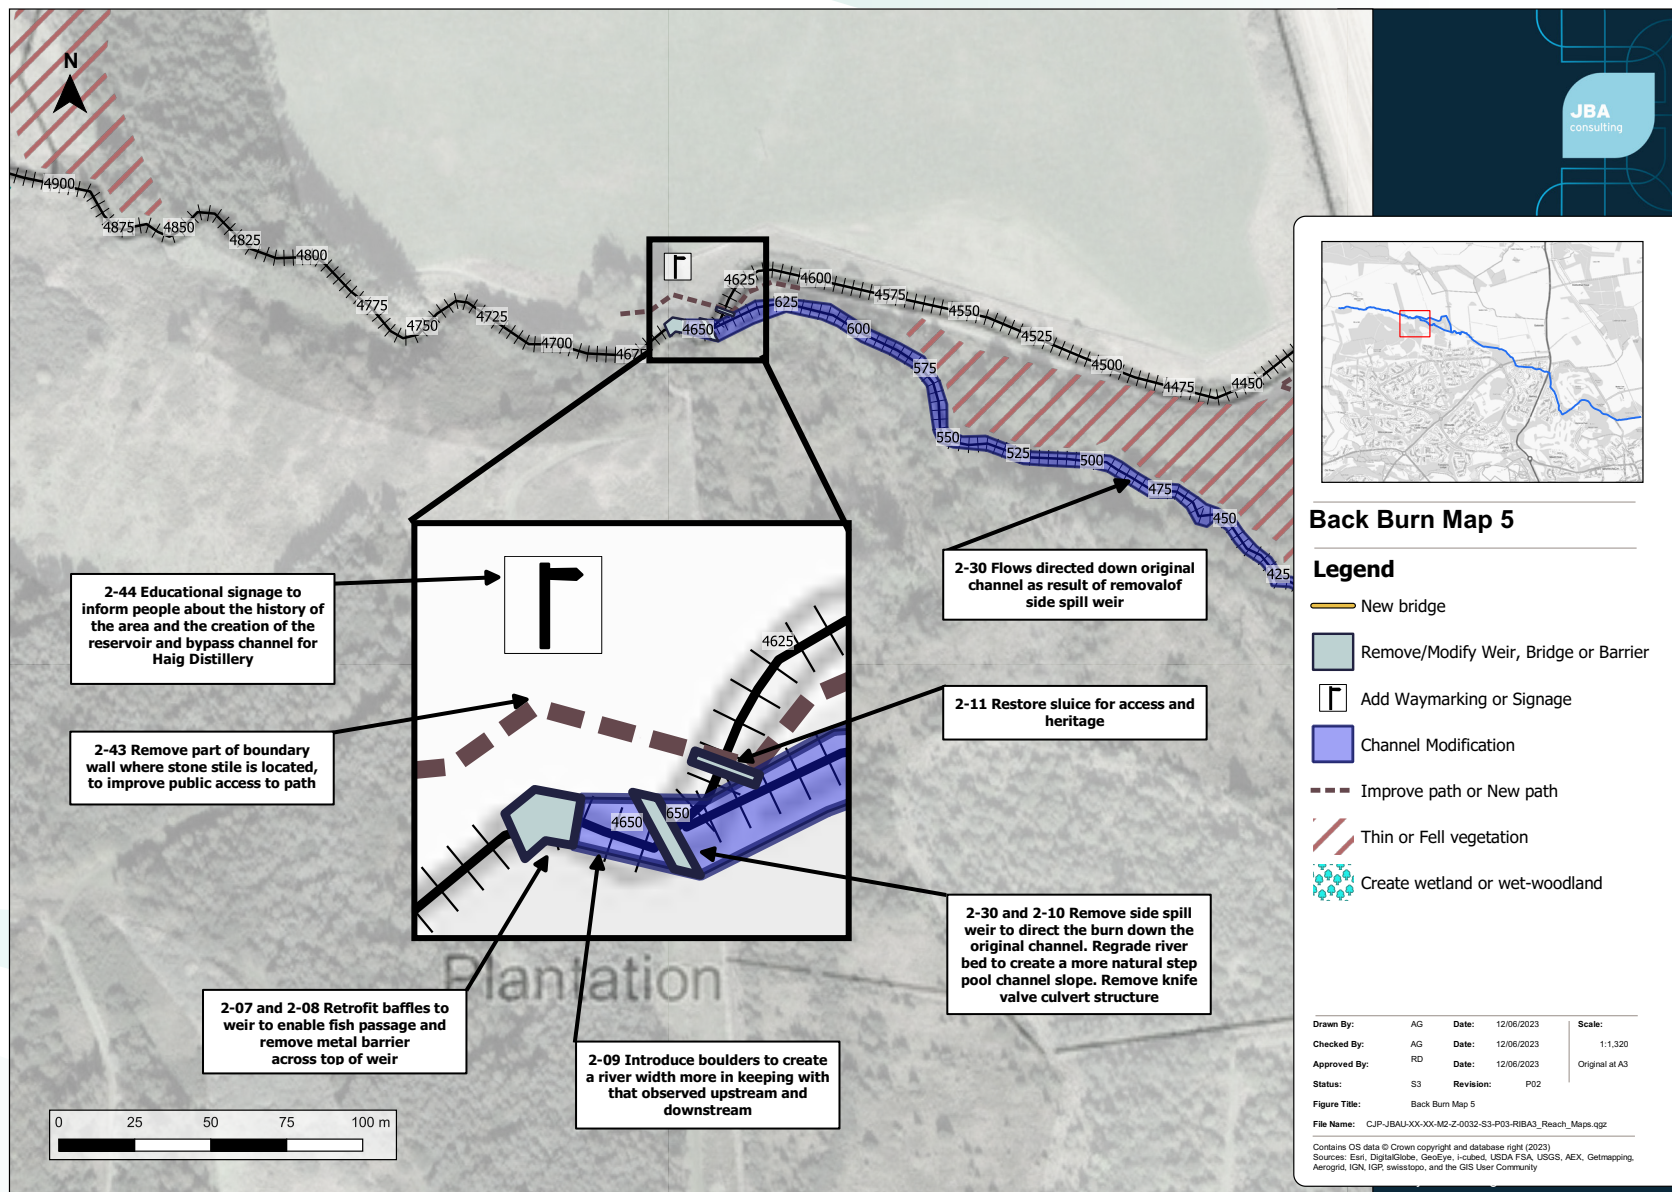 N
JBA
consulting
4900
4875
4850
4825
4800
4775
4750
4725
4700
4675
4650
4625
4600
4575
4550
4525
4500
4475
4450
625
600
575
550
525
500
475
450
425
4625
4650
650
2-44 Educational signage to
inform people about the history of
the area and the creation of the
reservoir and bypass channel for
Haig Distillery
2-43 Remove part of boundary
wall where stone stile is located,
to improve public access to path
2-30 Flows directed down original
channel as result of removalof
side spill weir
2-11 Restore sluice for access and
heritage
2-30 and 2-10 Remove side spill
weir to direct the burn down the
original channel. Regrade river
bed to create a more natural step
pool channel slope. Remove knife
valve culvert structure
Plantation
2-07 and 2-08 Retrofit baffles to
weir to enable fish passage and
remove metal barrier
across top of weir
2-09 Introduce boulders to create
a river width more in keeping with
that observed upstream and
downstream
0 25 50 75 100 m
Back Burn Map 5
Legend
New bridge
Remove/Modify Weir, Bridge or Barrier
Add Waymarking or Signage
Channel Modification
Improve path or New path
Thin or Fell vegetation
Create wetland or wet-woodland
Drawn By: AG Date: 12/06/2023 Scale:
Checked By: AG Date: 12/06/2023 1:1,320
Approved By: RD Date: 12/06/2023 Original at A3
Status: S3 Revision: P02
Figure Title: Back Burn Map 5
File Name: CJP-JBAU-XX-XX-M2-Z-0032-S3-P03-RIBA3_Reach_Maps.qgz
Contains OS data © Crown copyright and database right (2023)
Sources: Esri, DigitalGlobe, GeoEye, i-cubed, USDA FSA, USGS, AEX, Getmapping,
Aerogrid, IGN, IGP, swisstopo, and the GIS User Community